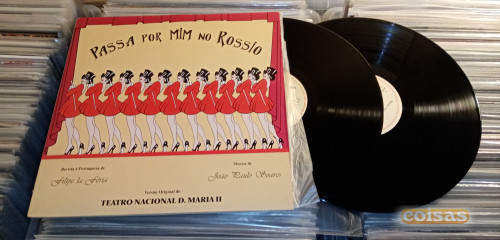 PASSA POR MIM NO ROSSIO
Revista à Portuguesa de
Filipe la Féria
Música de
João Paulo Soares
Versão Original do
TEATRO NACIONAL D. MARIA II
coisas